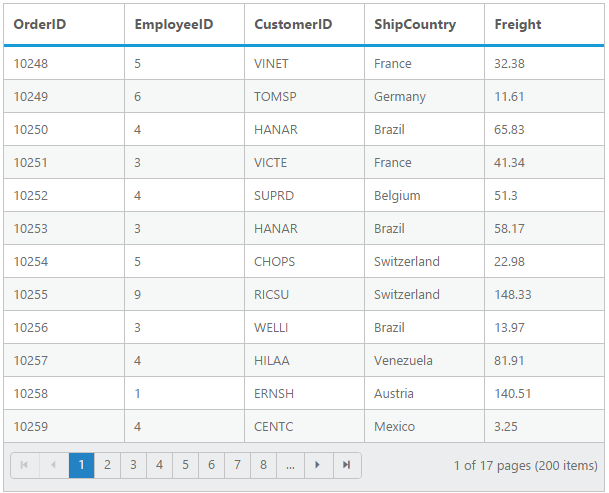 OrderID EmployeeID CustomerID ShipCountry Freight
10248 5 VINET France 32.38
10249 6 TOMSP Germany 11.61
10250 4 HANAR Brazil 65.83
10251 3 VICTE France 41.34
10252 4 SUPRD Belgium 51.3
10253 3 HANAR Brazil 58.17
10254 5 CHOPS Switzerland 22.98
10255 9 RICSU Switzerland 148.33
10256 3 WELLI Brazil 13.97
10257 4 HILAA Venezuela 81.91
10258 1 ERNSH Austria 140.51
10259 4 CENTC Mexico 3.25
1 2 3 4 5 6 7 8 ... 1 of 17 pages (200 items)